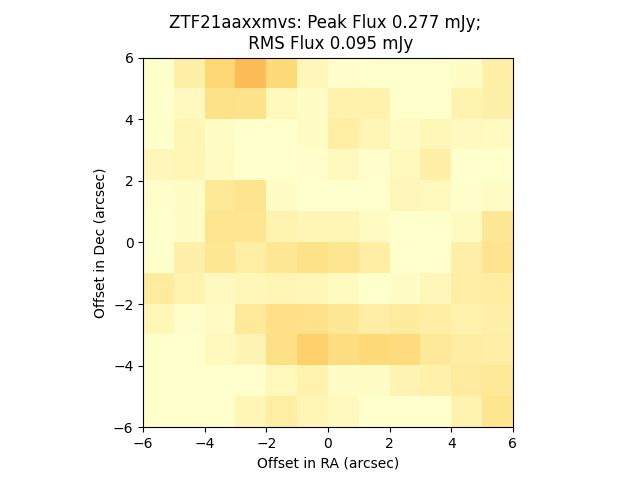 ZTF21aaxxmvs: Peak Flux 0.277 mJy;
RMS Flux 0.095 mJy
6
4
2
0
−2
−4
−6
Offset in Dec (arcsec)
−6 −4 −2 0 2 4 6
Offset in RA (arcsec)